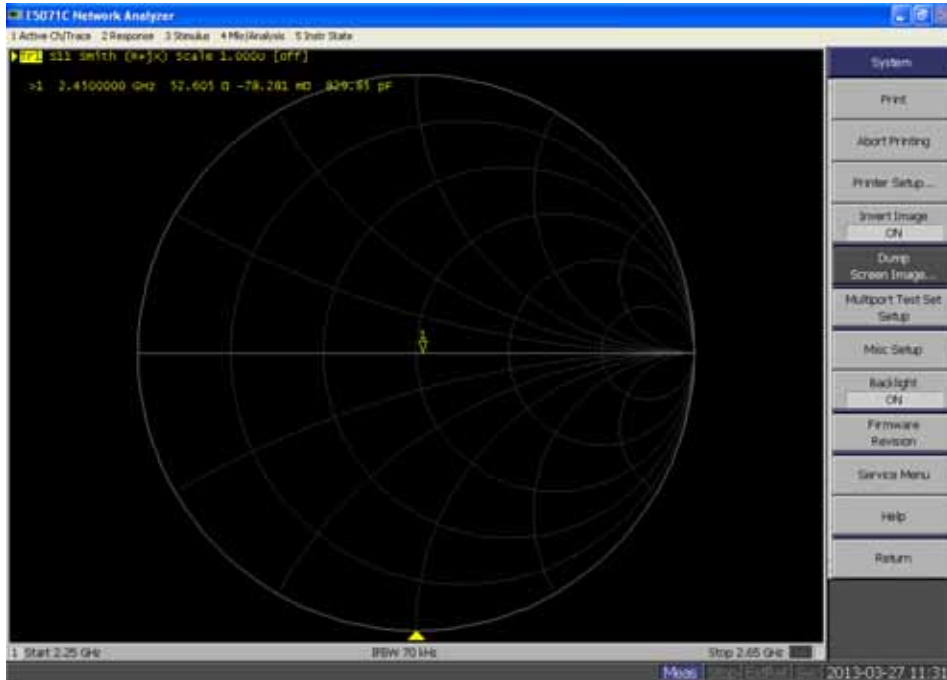 E5071C Network Analyzer
1 Active Ch/Trace 2 Response 3 Stimulus 4 Mkr/Analysis 5 Instr State
Tr1 S11 Smith (R+jX) Scale 1.000U [off]
>1 2.4500000 GHz 52.605 Ω -78.281 mΩ 829.85 pF
1
System
Print
Abort Printing
Printer Setup...
Invert Image
ON
Dump
Screen Image...
Multiport Test Set
Setup
Misc Setup
Backlight
ON
Firmware
Revision
Service Menu
Help
Return
1 Start 2.25 GHz
IFBW 70 kHz
Stop 2.65 GHz
Meas
2013-03-27 11:31